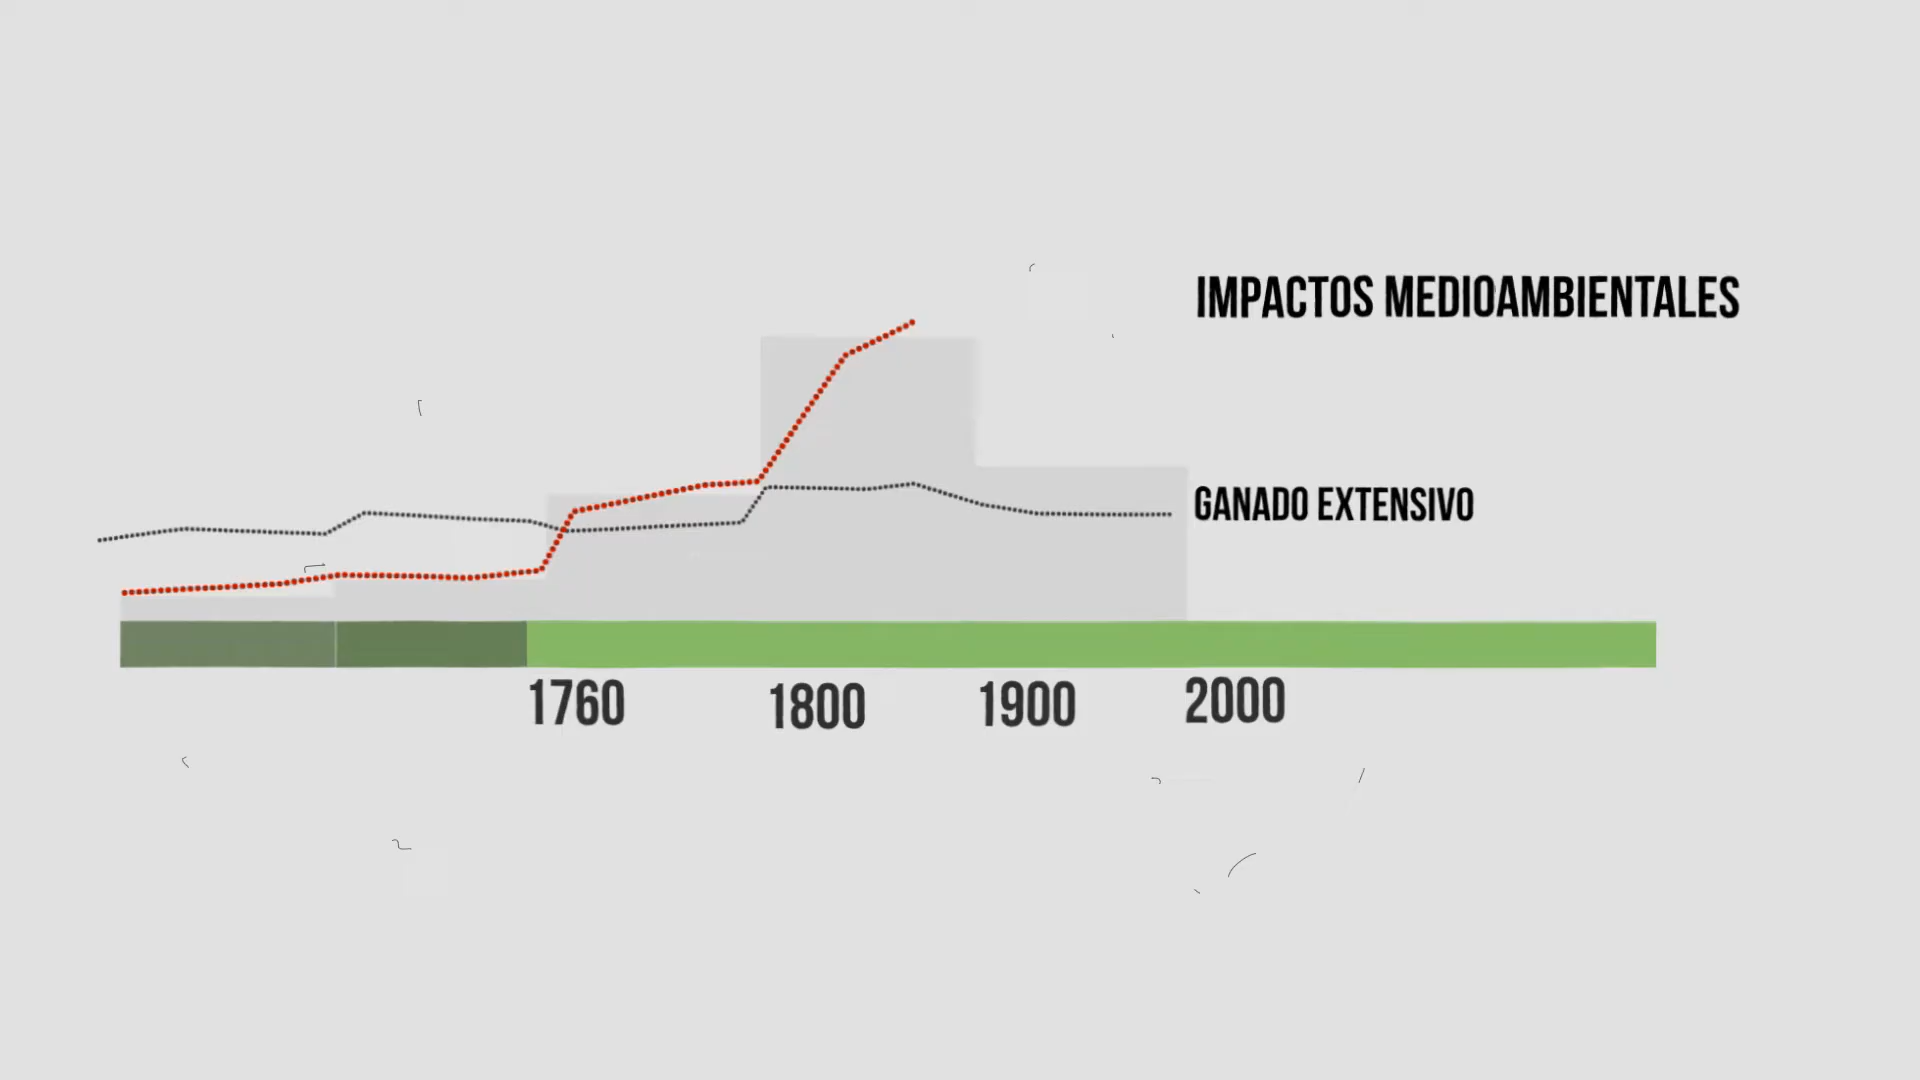 IMPACTOS MEDIOAMBIENTALES
GANADO EXTENSIVO
1760
1800
1900
2000